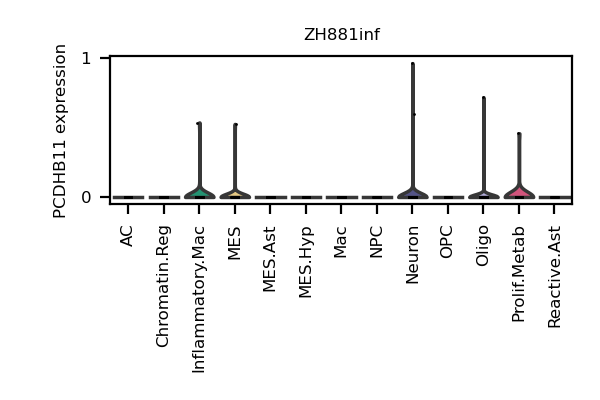 ZH881inf
PCDHB11 expression
1
0
AC
Chromatin.Reg
Inflammatory.Mac
MES
MES.Ast
MES.Hyp
Mac
NPC
Neuron
OPC
Oligo
Prolif.Metab
Reactive.Ast